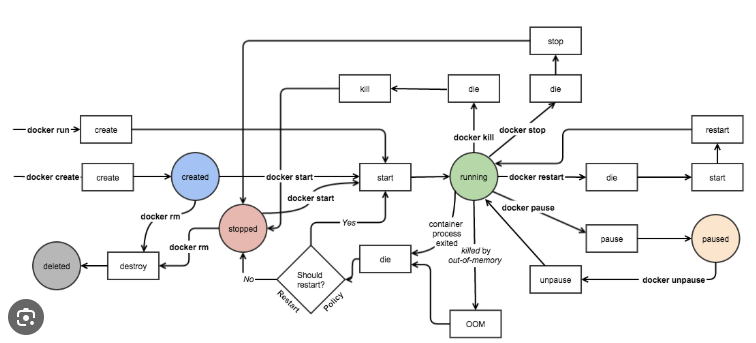 stop
kill
die
die
docker run
create
docker kill
docker stop
restart
docker create
create
created
docker start
start
running
docker restart
die
start
docker start
docker rm
docker pause
stopped
Yes
container
process
exited
unpause
pause
paused
docker rm
killed by
out-of-memory
deleted
destroy
No
Should
restart?
die
docker unpause
Restart
Policy
OOM